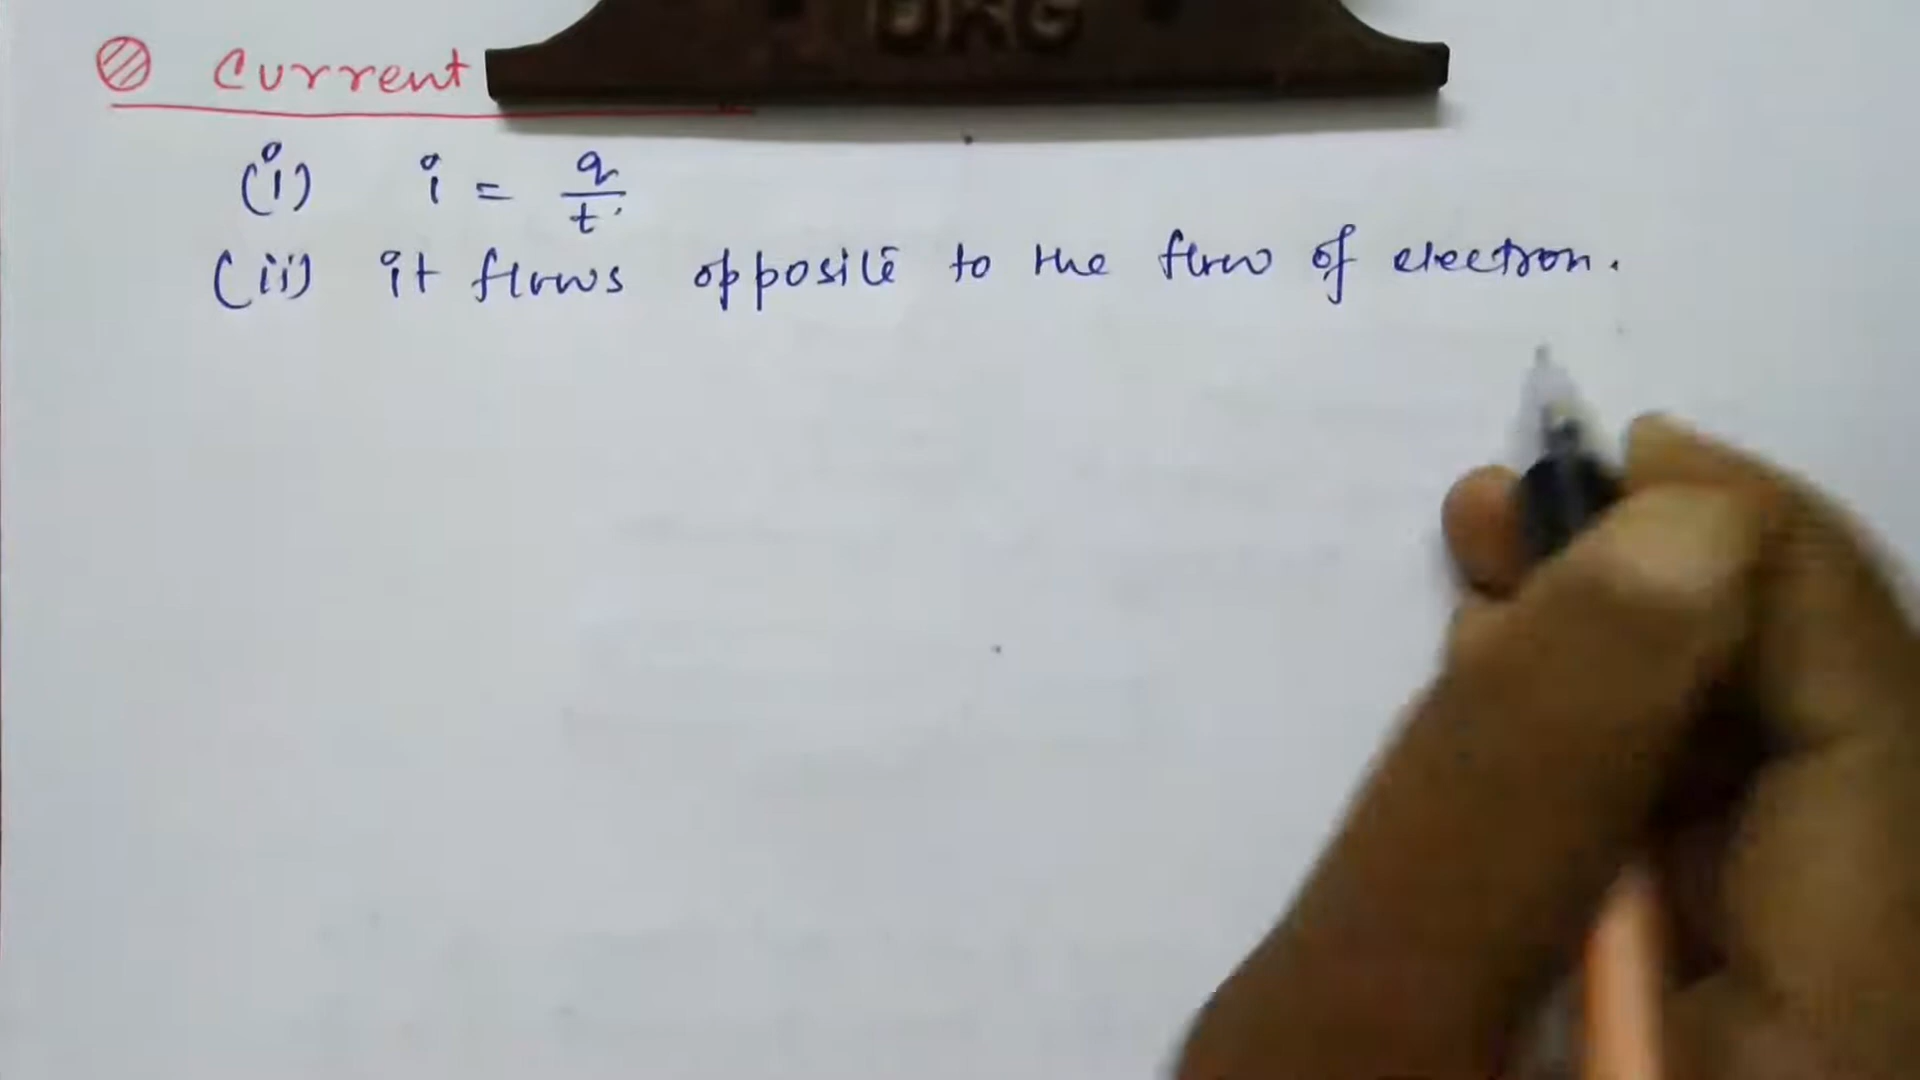 Current
(i) i = q/t
(ii) it flows opposite to the flow of electron.